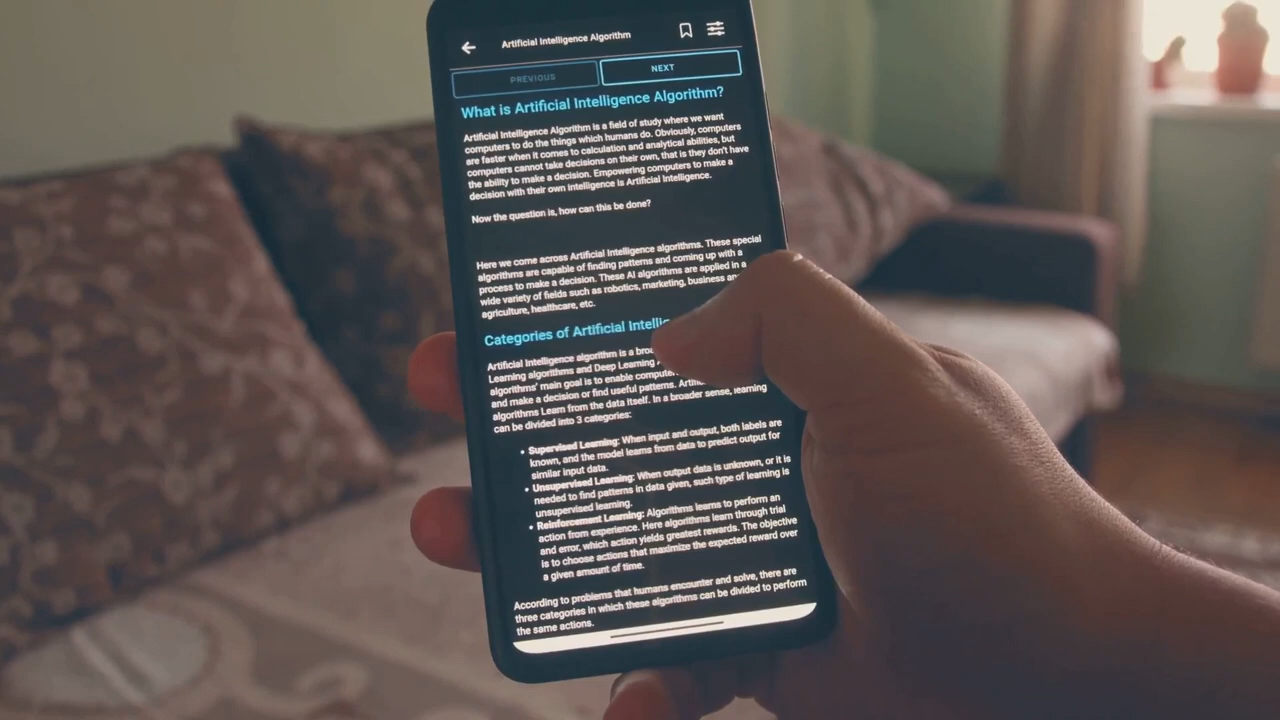 Artificial Intelligence Algorithm
PREVIOUS NEXT
What is Artificial Intelligence Algorithm?
Artificial Intelligence Algorithm is a field of study where we want
computers to do the things which humans do. Obviously, computers
are faster when it comes to calculation and analytical abilities, but
computers cannot take decisions on their own, that is they don't have
the ability to make a decision. Empowering computers to make a
decision with their own intelligence is Artificial Intelligence.
Now the question is, how can this be done?
Here we come across Artificial Intelligence algorithms. These special
algorithms are capable of finding patterns and coming up with a
process to make a decision. These AI algorithms are applied in a
wide variety of fields such as robotics, marketing, business
agriculture, healthcare, etc.
Categories of Artificial
Artificial Intelligence algorithm is a
Learning algorithms and Deep Learning
algorithms' main goal is to enable
and make a decision or find useful patterns.
algorithms Learn from the data itself. In a broader sense, learning
can be divided into 3 categories:
• Supervised Learning: When input and output, both labels are
known, and the model learns from data to predict output for
similar input data.
• Unsupervised Learning: When output data is unknown, or it is
needed to find patterns in data given, such type of learning is
unsupervised learning.
• Reinforcement Learning: Algorithms learns to perform an
action from experience. Here algorithms learn through trial
and error, which action yields greatest rewards. The objective
is to choose actions that maximize the expected reward over
a given amount of time.
According to problems that humans encounter and solve, there are
three categories in which these algorithms can be divided to perform
the same actions.